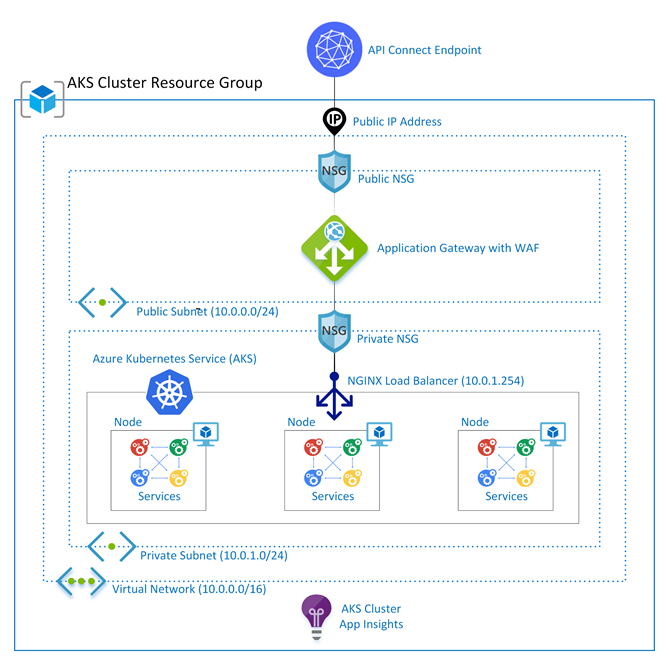 API Connect Endpoint
AKS Cluster Resource Group
IP
Public IP Address
NSG
Public NSG
Application Gateway with WAF
Public Subnet (10.0.0.0/24)
NSG
Private NSG
Azure Kubernetes Service (AKS)
NGINX Load Balancer (10.0.1.254)
Node
Node
Node
Services
Services
Services
Private Subnet (10.0.1.0/24)
Virtual Network (10.0.0.0/16)
AKS Cluster
App Insights